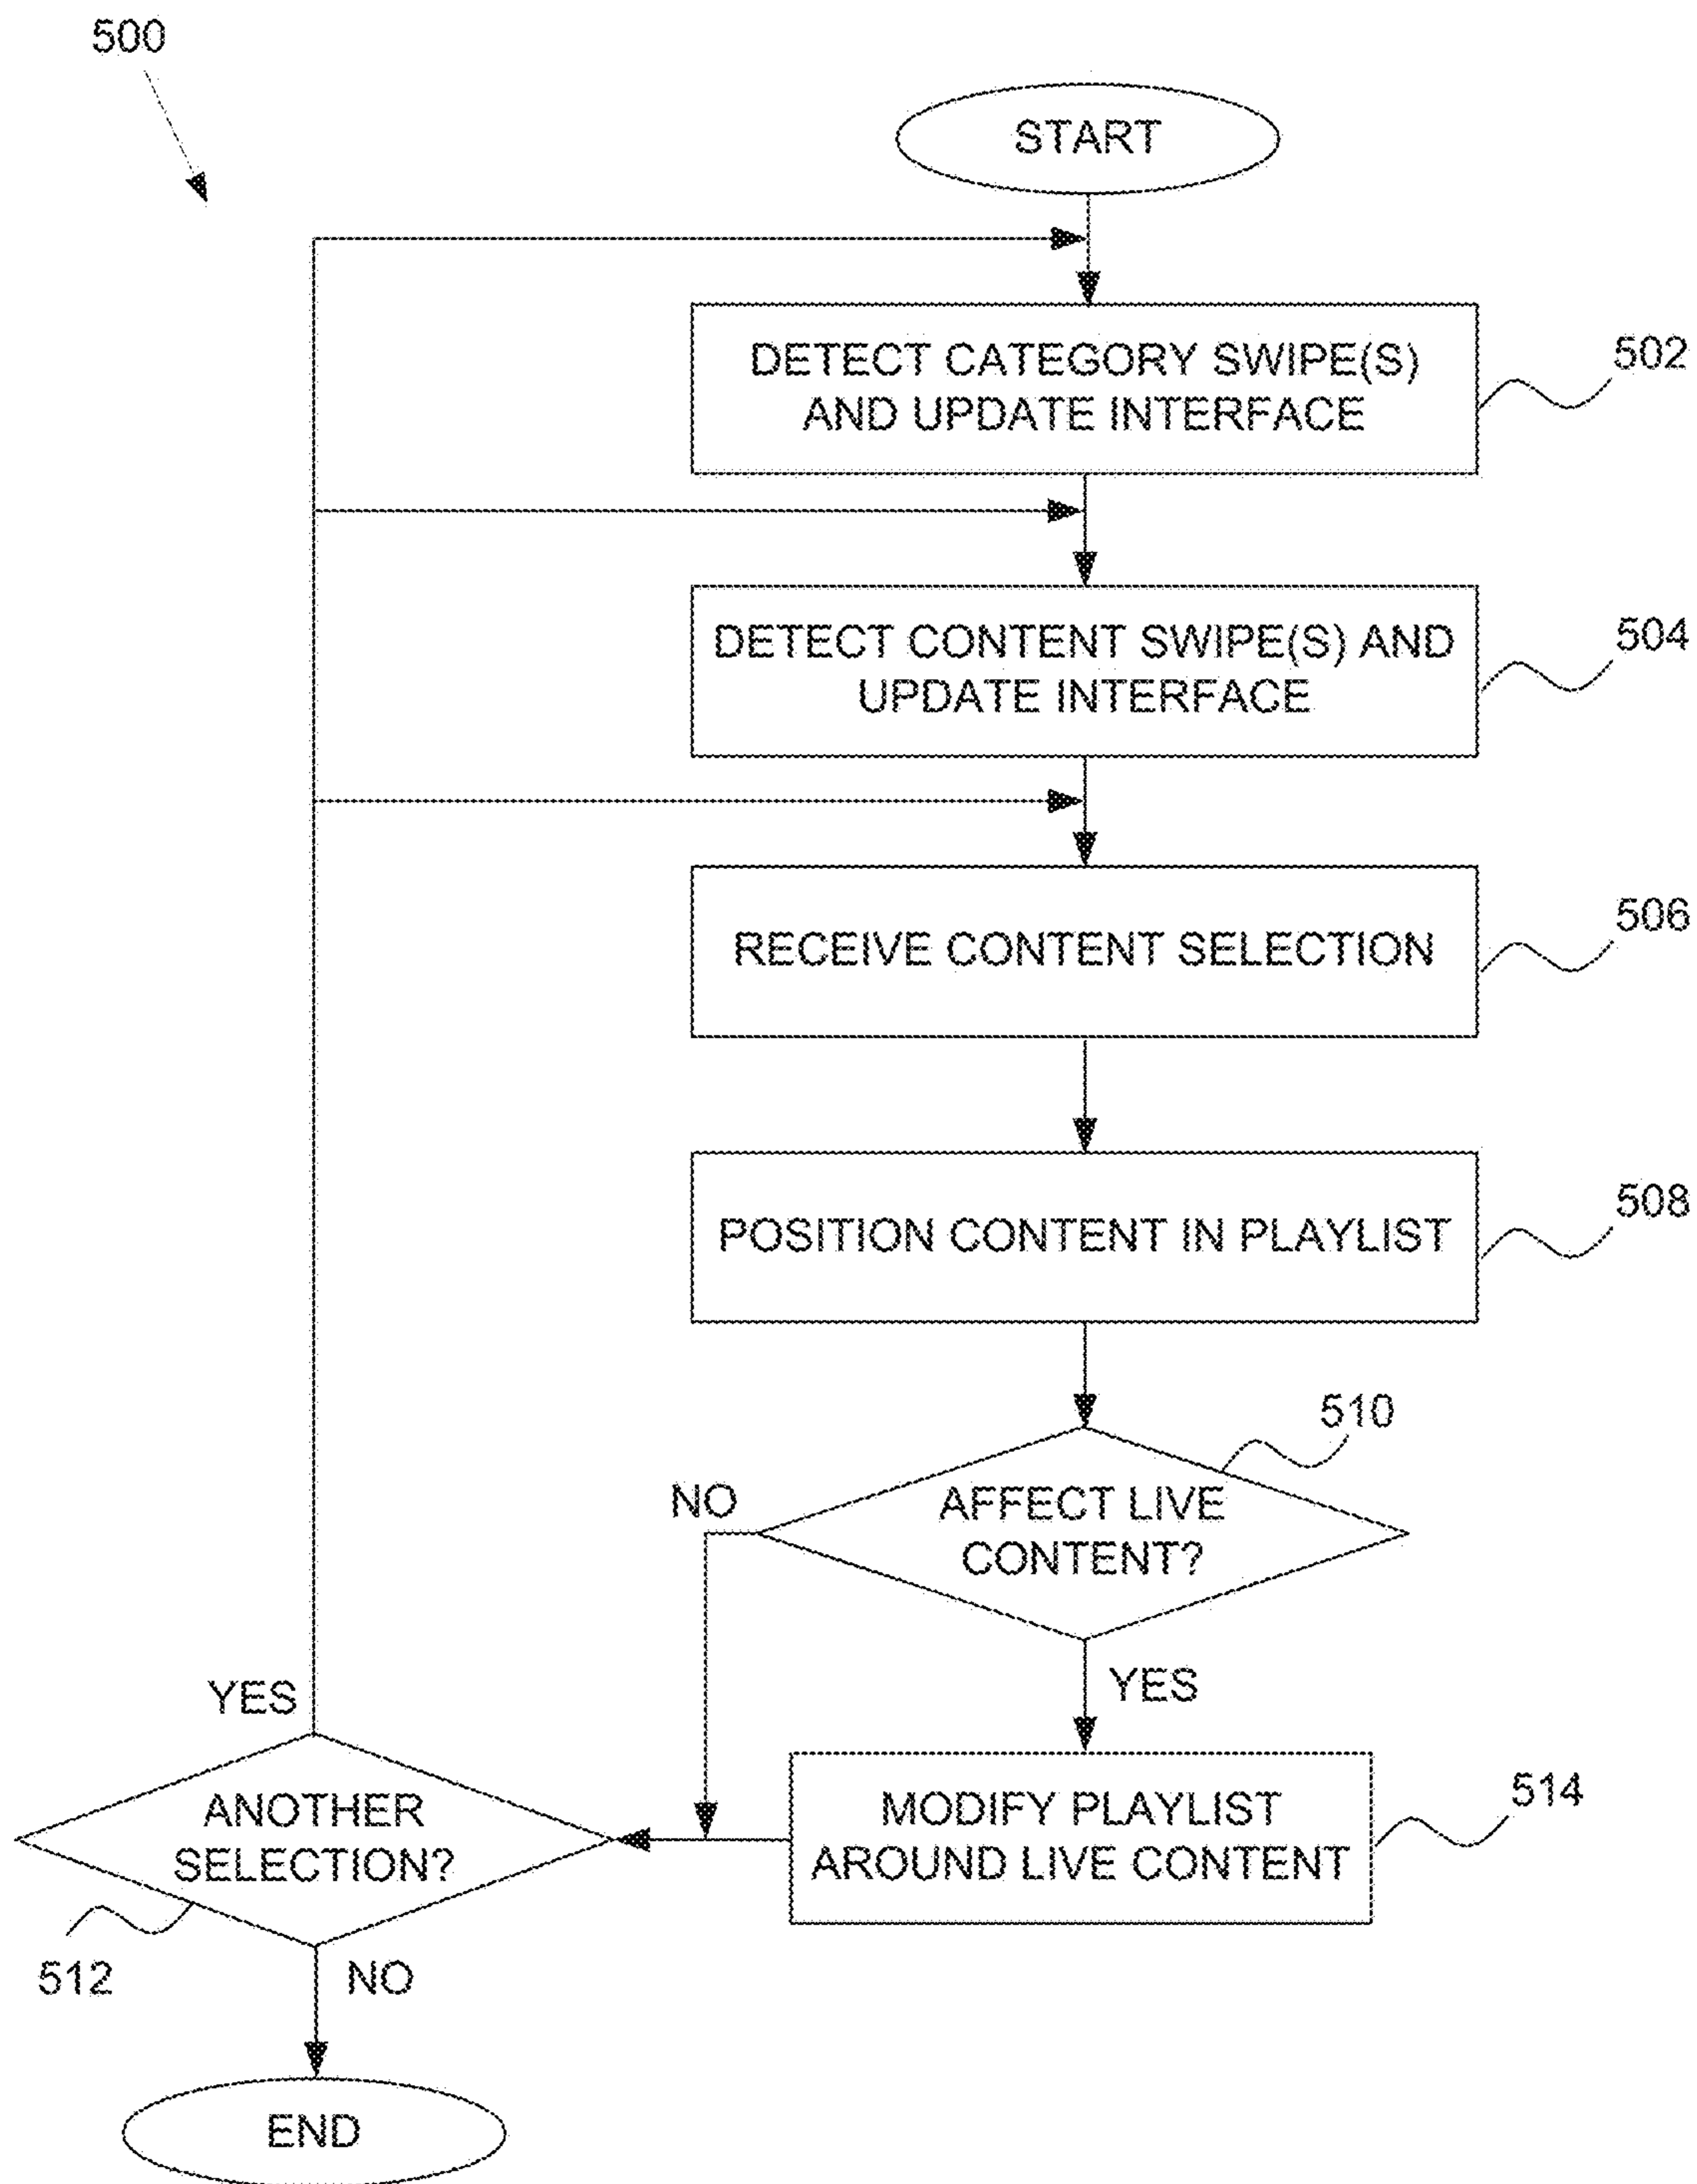 500
START
DETECT CATEGORY SWIPE(S)
AND UPDATE INTERFACE
502
DETECT CONTENT SWIPE(S) AND
UPDATE INTERFACE
504
RECEIVE CONTENT SELECTION
506
POSITION CONTENT IN PLAYLIST
508
510
AFFECT LIVE
CONTENT?
NO
YES
MODIFY PLAYLIST
AROUND LIVE CONTENT
514
YES
ANOTHER
SELECTION?
512
NO
END